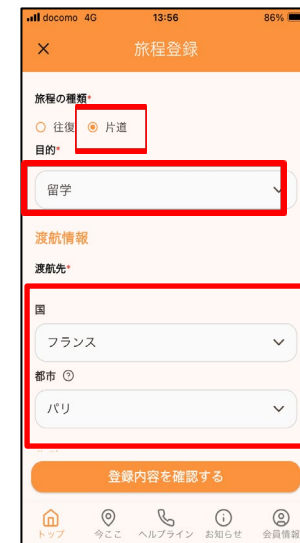 docomo 4G 13:56 86%
× 旅程登録
旅程の種類*
往復 片道
目的*
留学
渡航情報
渡航先*
国
フランス
都市 ?
パリ
登録内容を確認する
トップ 今ここ ヘルプライン お知らせ 会員情報